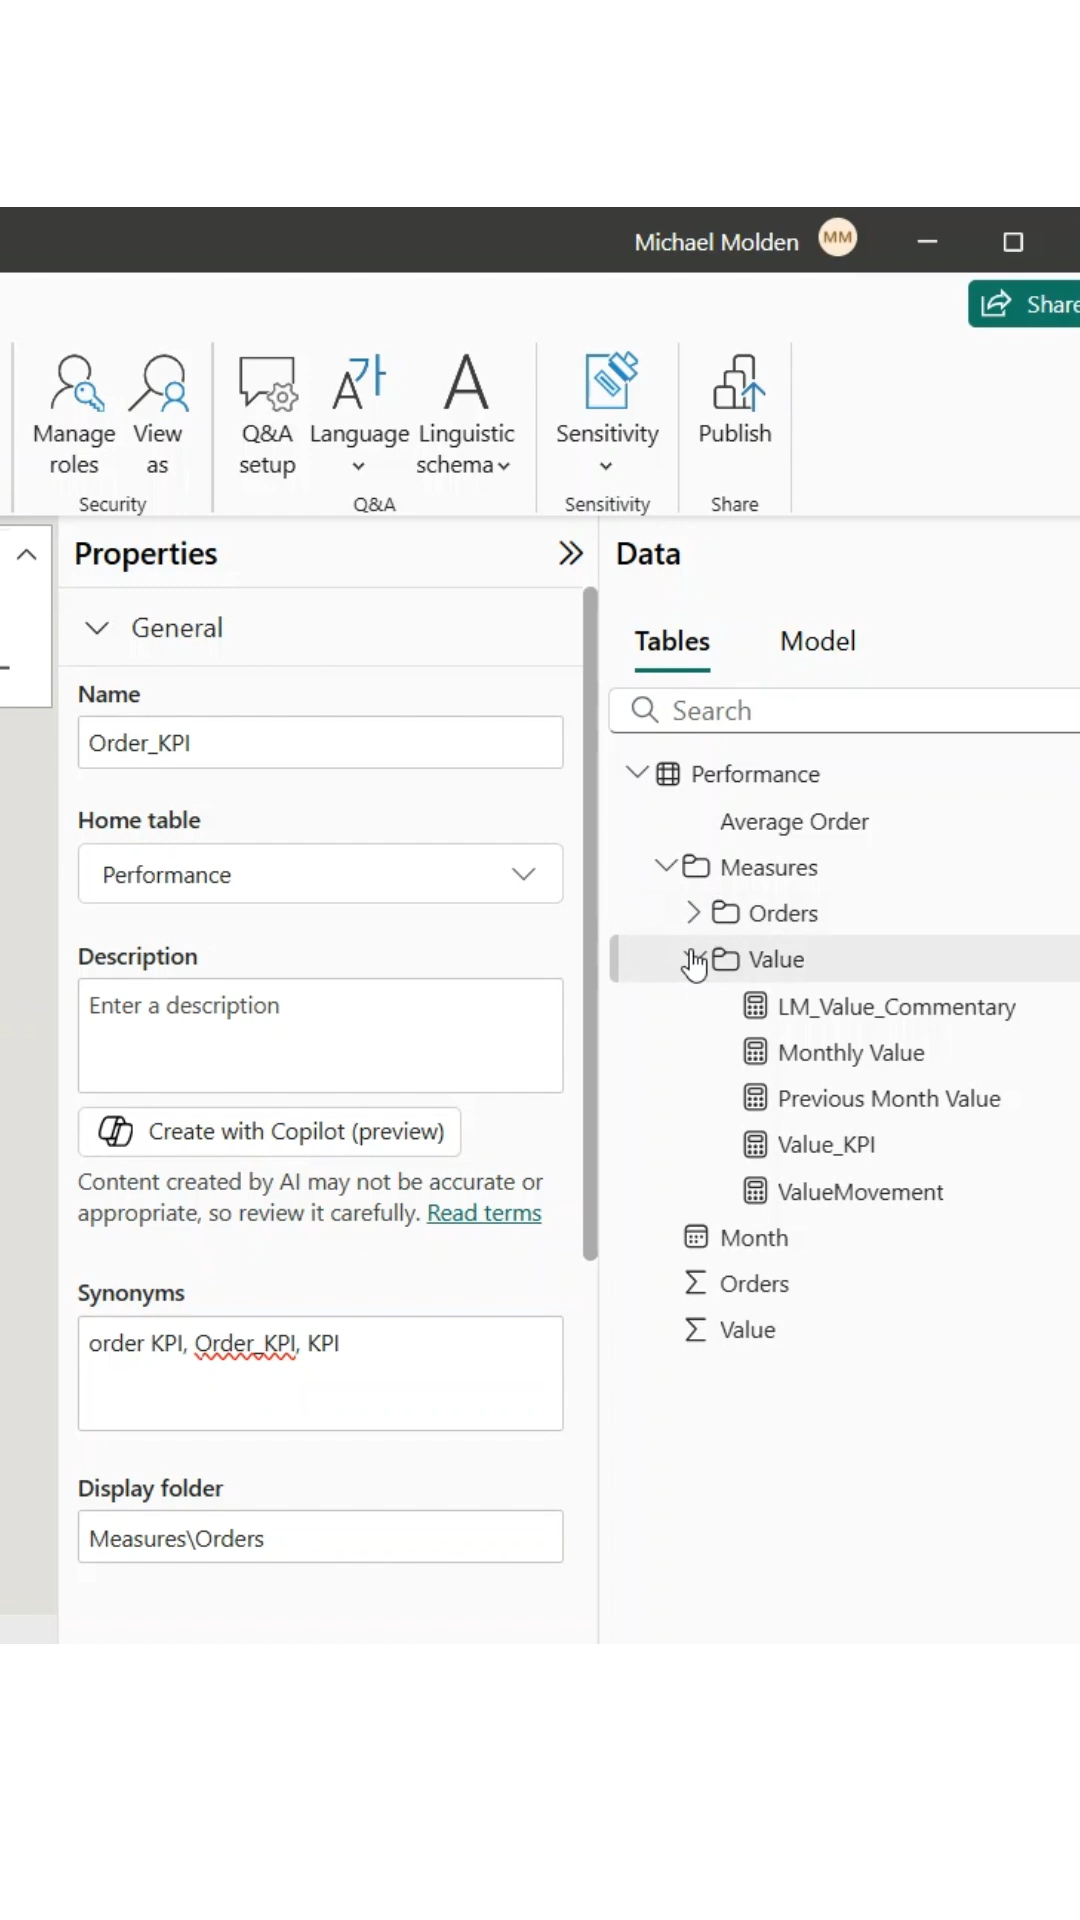 Michael Molden
MM
Share
Manage roles
View as
Security
Q&A setup
Language
Linguistic schema
Q&A
Sensitivity
Sensitivity
Publish
Share
Properties
General
Name
Order_KPI
Home table
Performance
Description
Enter a description
Create with Copilot (preview)
Content created by AI may not be accurate or
appropriate, so review it carefully. Read terms
Synonyms
order KPI, Order_KPI, KPI
Display folder
Measures\Orders
Data
Tables
Model
Search
Performance
Average Order
Measures
Orders
Value
LM_Value_Commentary
Monthly Value
Previous Month Value
Value_KPI
ValueMovement
Month
Orders
Value